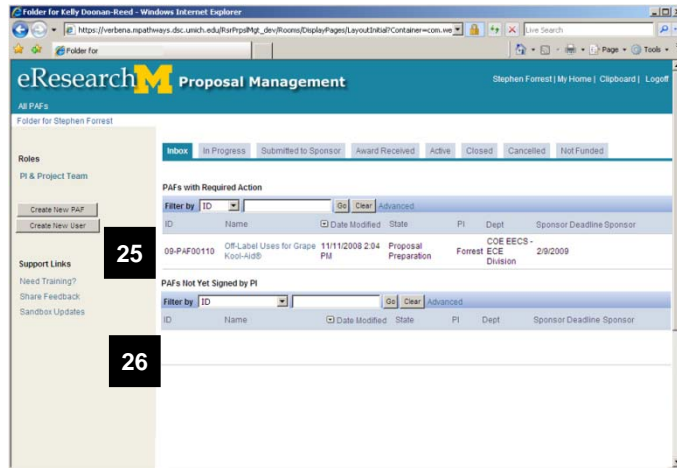 Folder for Kelly Doonan-Reed - Windows Internet Explorer
https://verbena.mpathways.dsc.umich.edu/RsrPrpslMgt_dev/Rooms/DisplayPages/LayoutInitial?Container=com.we
Live Search
Folder for
Page Tools
eResearch M Proposal Management
Stephen Forrest | My Home | Clipboard | Logoff
All PAFs
Folder for Stephen Forrest
Inbox In Progress Submitted to Sponsor Award Received Active Closed Cancelled Not Funded
Roles
PI & Project Team
Create New PAF
Create New User
Support Links
Need Training?
Share Feedback
Sandbox Updates
25
26
PAFs with Required Action
Filter by ID Go Clear Advanced
ID Name Date Modified State PI Dept Sponsor Deadline Sponsor
09-PAF00110 Off-Label Uses for Grape Kool-Aid® 11/11/2008 2:04 PM Proposal Preparation Forrest COE EECS - ECE Division 2/9/2009
PAFs Not Yet Signed by PI
Filter by ID Go Clear Advanced
ID Name Date Modified State PI Dept Sponsor Deadline Sponsor